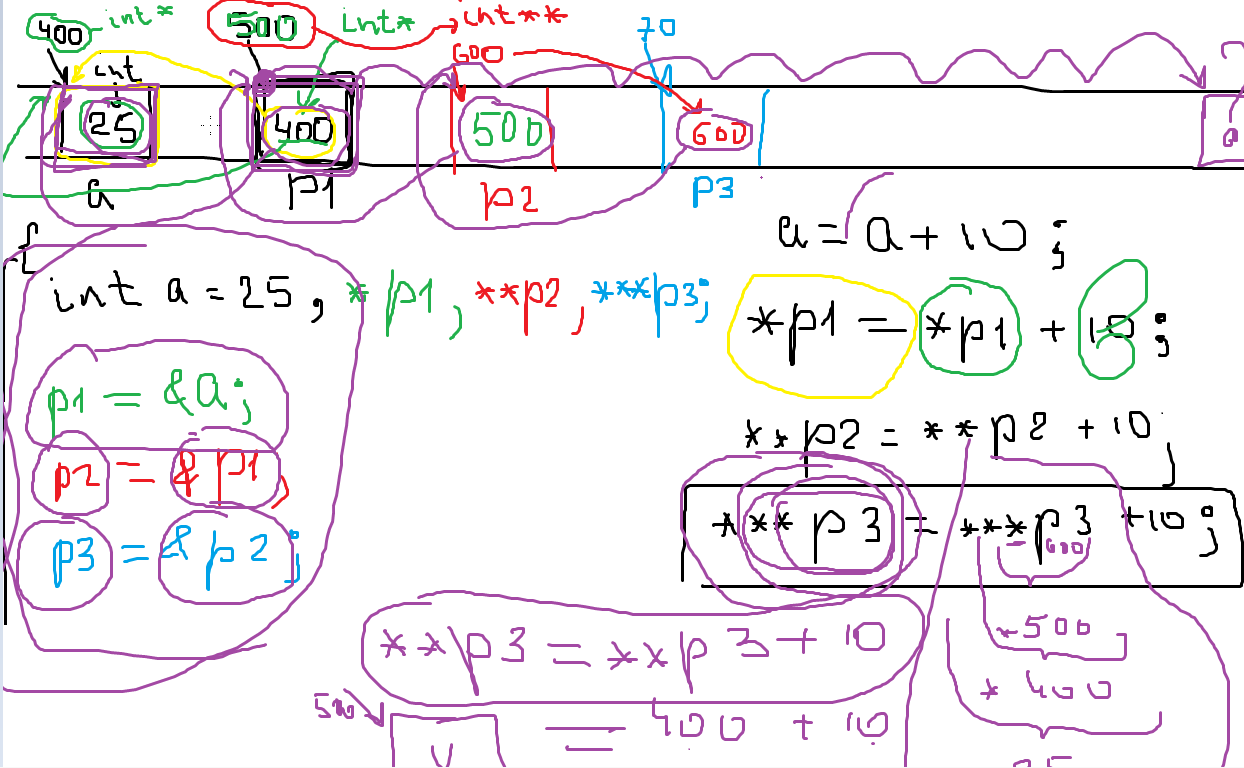 400 int* 500 int* int** 70
int 600
25 400 500 600 a
a p1 p2 p3
{
a = a + 10 ;
int a = 25 , * p1 , **p2 , ***p3;
*p1 = *p1 + 10 ;
p1 = &a;
**p2 = **p2 + 10 ;
p2 = &p1,
***p3 = ***p3 + 10 ;
p3 = &p2;
600
*500
**p3 = **p3 + 10
* 400
500
= 400 + 10
25